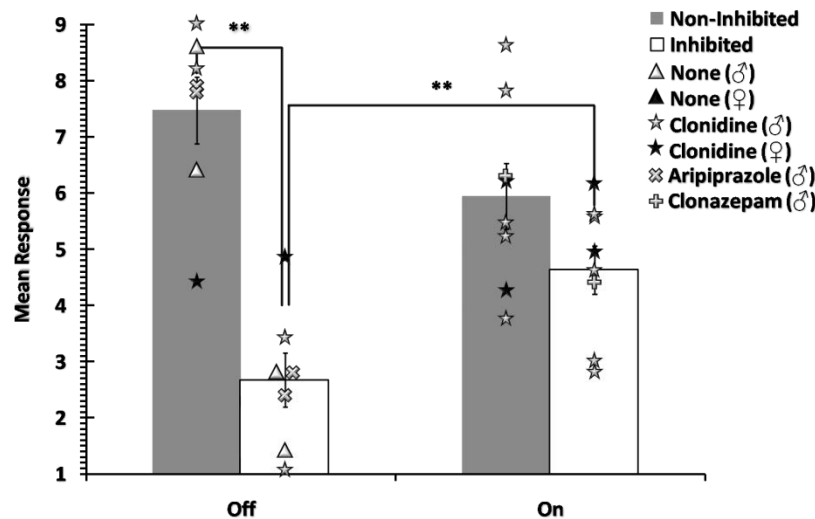 Mean Response
9
8
7
6
5
4
3
2
1
**
**
Off
On
Non-Inhibited
Inhibited
None (♂)
None (♀)
Clonidine (♂)
Clonidine (♀)
Aripiprazole (♂)
Clonazepam (♂)